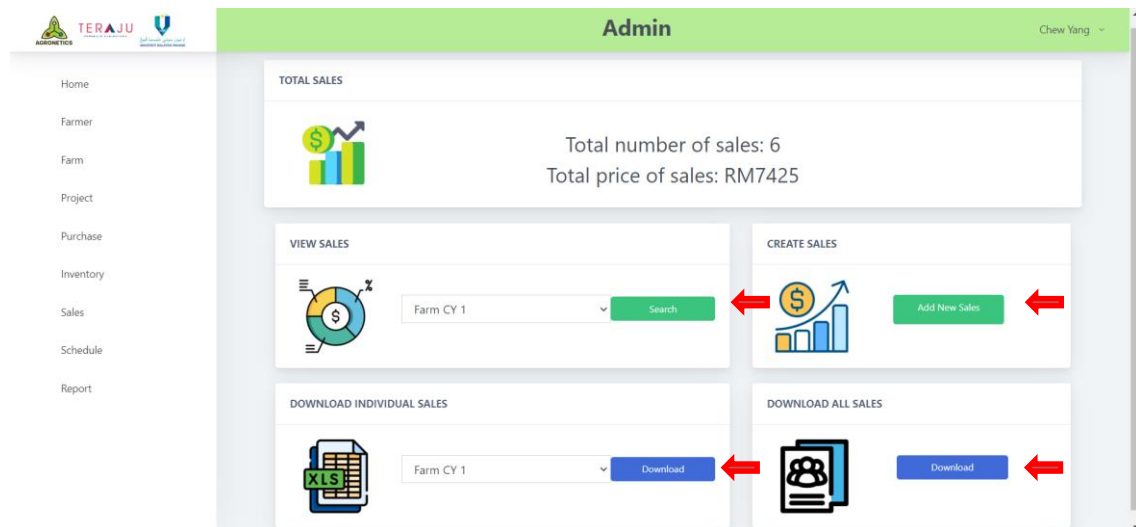 AGRONETICS
TERAJU
Admin
Chew Yang
Home
Farmer
Farm
Project
Purchase
Inventory
Sales
Schedule
Report
TOTAL SALES
Total number of sales: 6
Total price of sales: RM7425
VIEW SALES
Farm CY 1
Search
CREATE SALES
Add New Sales
DOWNLOAD INDIVIDUAL SALES
XLS
Farm CY 1
Download
DOWNLOAD ALL SALES
Download